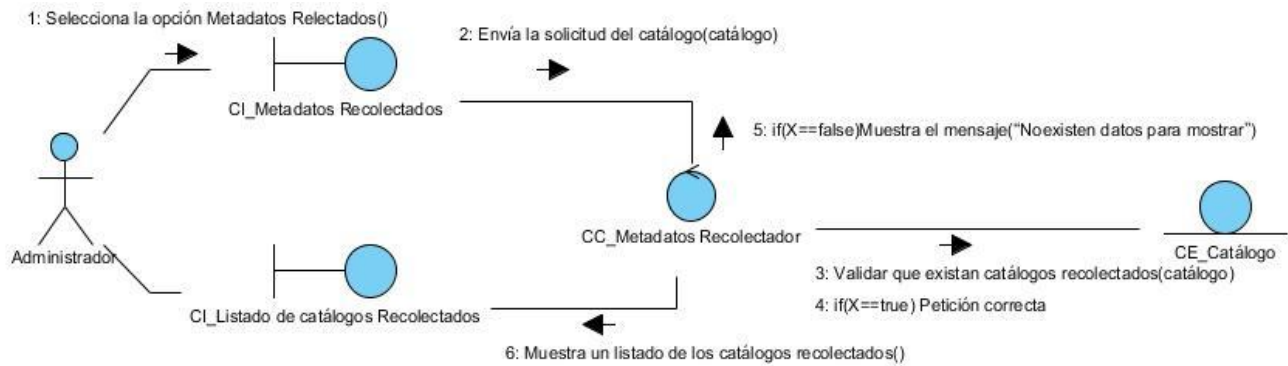 1: Selecciona la opción Metadatos Relectados()
2: Envía la solicitud del catálogo(catálogo)
CI_Metadatos Recolectados
5: if(X==false)Muestra el mensaje("Noexisten datos para mostrar")
Administrador
CC_Metadatos Recolectador
CE_Catálogo
3: Validar que existan catálogos recolectados(catálogo)
4: if(X==true) Petición correcta
CI_Listado de catálogos Recolectados
6: Muestra un listado de los catálogos recolectados()